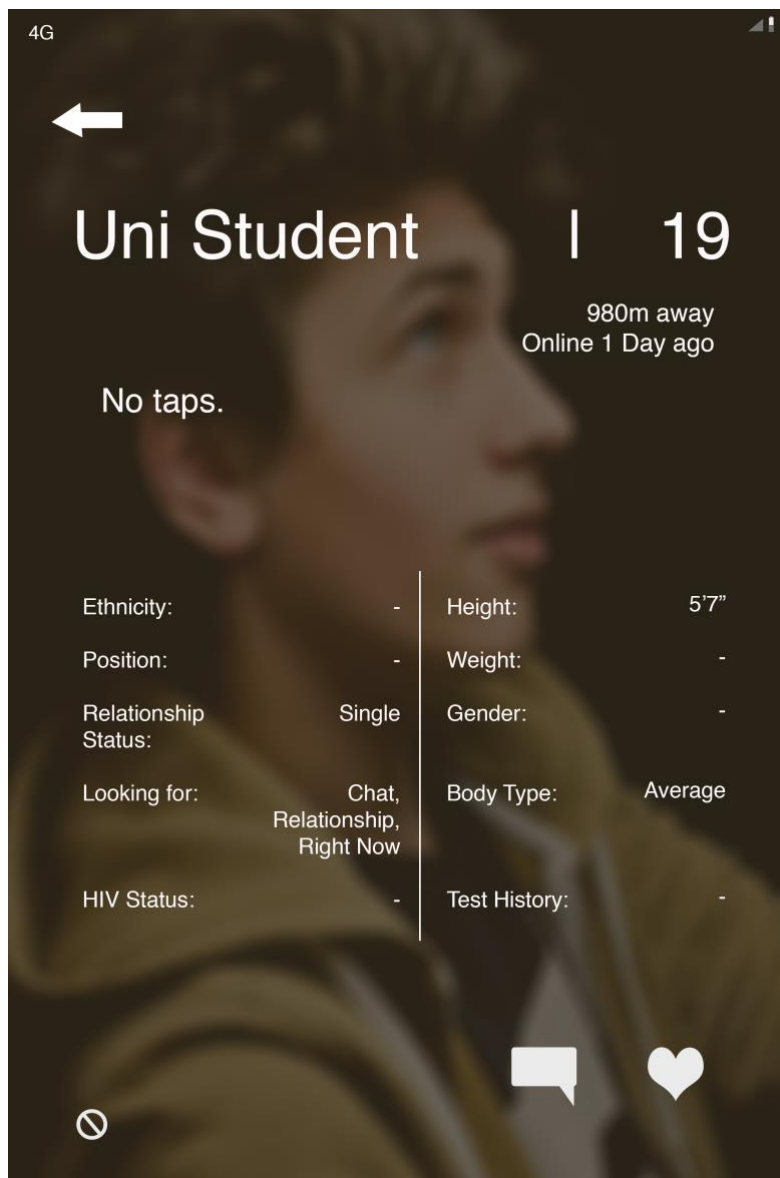 4G
Uni Student | 19
980m away
Online 1 Day ago
No taps.
Ethnicity: -
Position: -
Relationship Status: Single
Looking for: Chat, Relationship, Right Now
HIV Status: -
Height: 5’7”
Weight: -
Gender: -
Body Type: Average
Test History: -